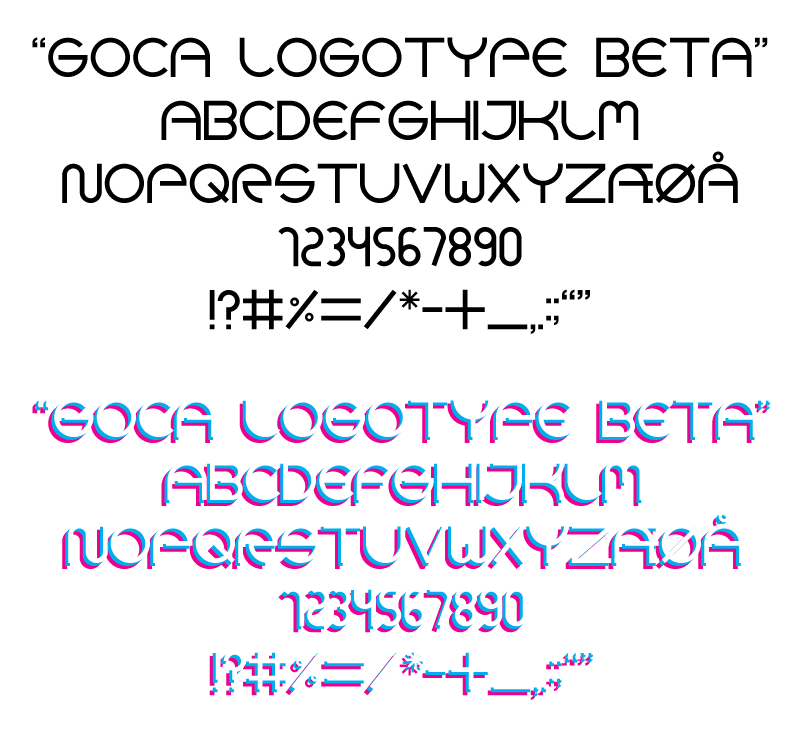 “GOCA LOGOTYPE BETA”
ABCDEFGHIJKLM
NOPQRSTUVWXYZÆØÅ
1234567890
!?#%=/*-+_,.:;“”
“GOCA LOGOTYPE BETA”
ABCDEFGHIJKLM
NOPQRSTUVWXYZÆØÅ
1234567890
!?#%=/*-+_,.:;“”